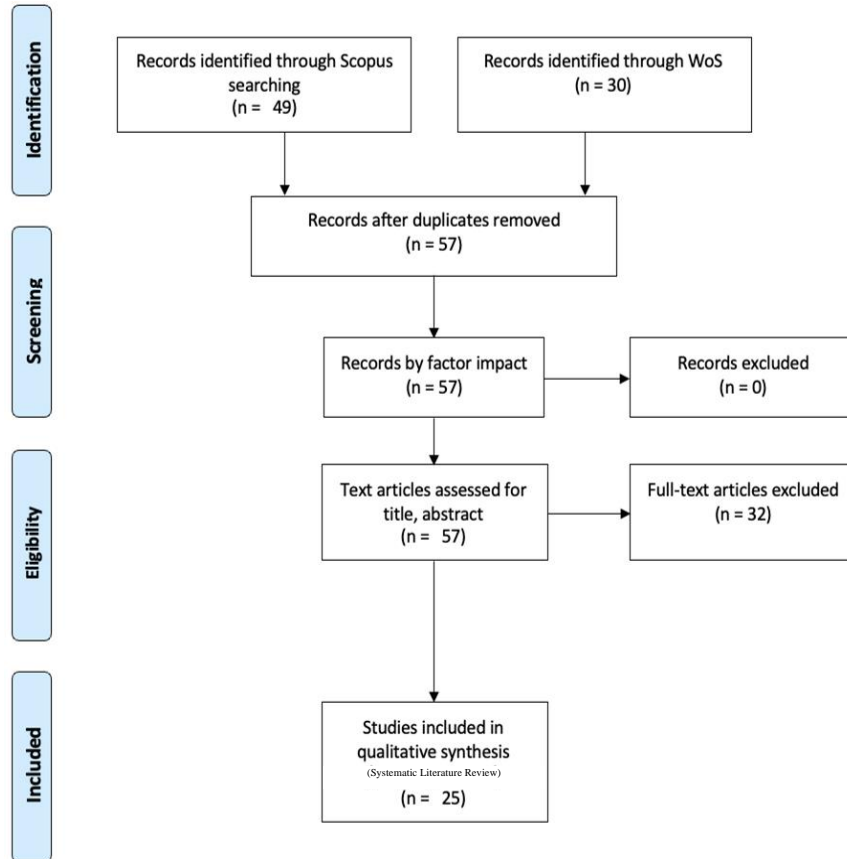 Identification
Records identified through Scopus
searching
(n = 49)
Records identified through WoS
(n = 30)
Records after duplicates removed
(n = 57)
Screening
Records by factor impact
(n = 57)
Records excluded
(n = 0)
Eligibility
Text articles assessed for
title, abstract
(n = 57)
Full-text articles excluded
(n = 32)
Included
Studies included in
qualitative synthesis
(Systematic Literature Review)
(n = 25)